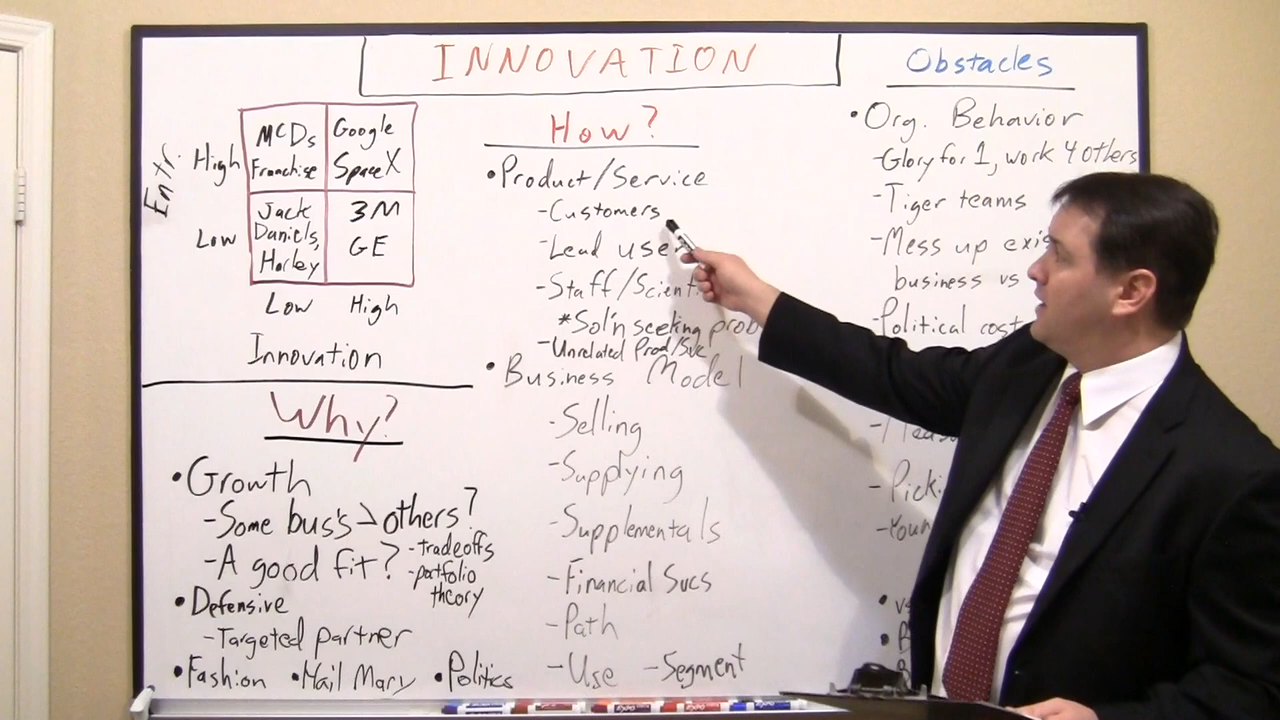 INNOVATION
Entr.
High
MCDs
Franchise
Google
SpaceX
Low
Jack
Daniels,
Harley
3M
GE
Low High
Innovation
Why?
•Growth
-Some bus's > others?
-A good fit? -tradeoffs
-portfolio
theory
•Defensive
-Targeted partner
•Fashion •Hail Mary •Politics
How?
•Product/Service
-Customers
-Lead use
-Staff/Scient
*Sol'n seeking prob
-Unrelated Prod/Svc
•Business Model
-Selling
-Supplying
-Supplementals
-Financial Svcs
-Path
-Use -Segment
Obstacles
•Org. Behavior
-Glory for 1, work 4 others
-Tiger teams
-Mess up exis
business vs
-Political cost
-Picki
-Youn
•vs